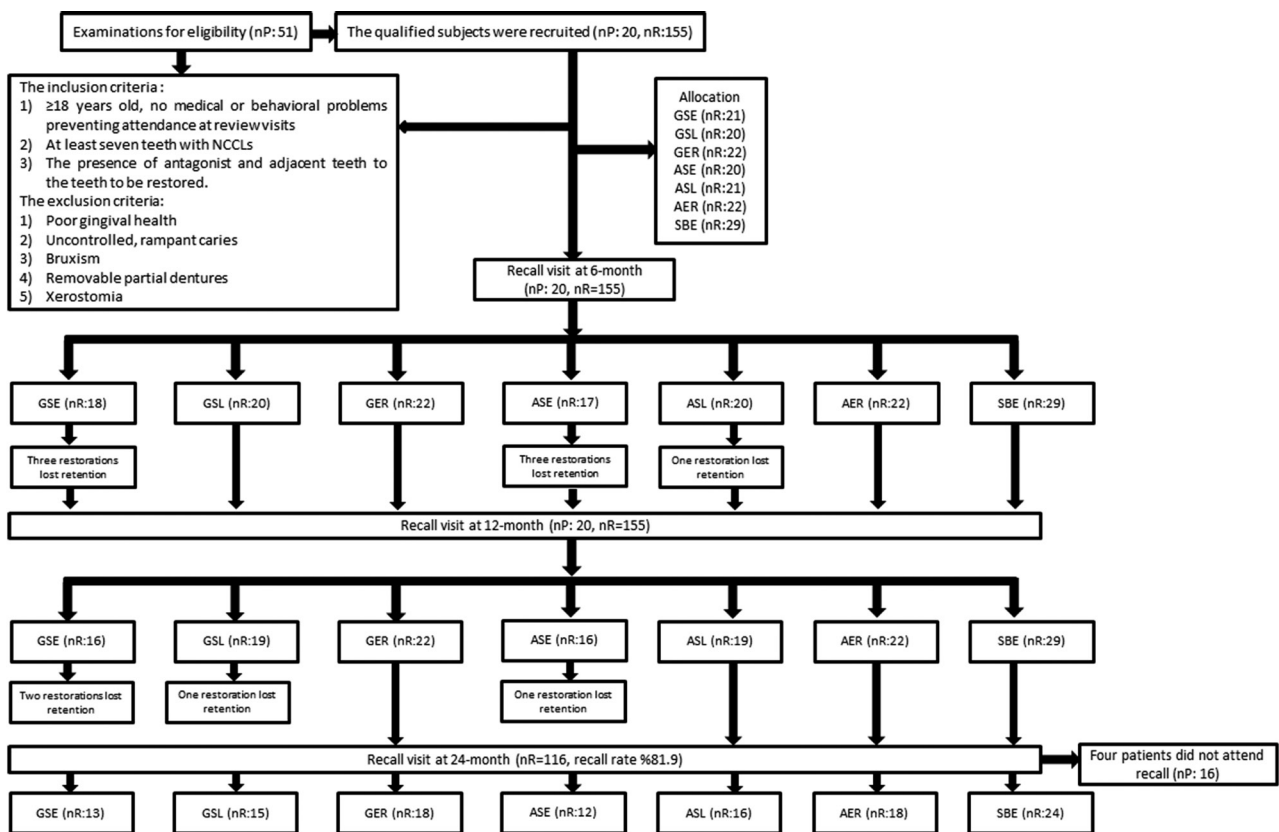 Examinations for eligibility (nP: 51)
The qualified subjects were recruited (nP: 20, nR:155)
The inclusion criteria :
1) ≥18 years old, no medical or behavioral problems
preventing attendance at review visits
2) At least seven teeth with NCCLs
3) The presence of antagonist and adjacent teeth to
the teeth to be restored.
The exclusion criteria:
1) Poor gingival health
2) Uncontrolled, rampant caries
3) Bruxism
4) Removable partial dentures
5) Xerostomia
Allocation
GSE (nR:21)
GSL (nR:20)
GER (nR:22)
ASE (nR:20)
ASL (nR:21)
AER (nR:22)
SBE (nR:29)
Recall visit at 6-month
(nP: 20, nR=155)
GSE (nR:18)
GSL (nR:20)
GER (nR:22)
ASE (nR:17)
ASL (nR:20)
AER (nR:22)
SBE (nR:29)
Three restorations
lost retention
Three restorations
lost retention
One restoration lost
retention
Recall visit at 12-month (nP: 20, nR=155)
GSE (nR:16)
GSL (nR:19)
GER (nR:22)
ASE (nR:16)
ASL (nR:19)
AER (nR:22)
SBE (nR:29)
Two restorations lost
retention
One restoration lost
retention
One restoration lost
retention
Recall visit at 24-month (nR=116, recall rate %81.9)
Four patients did not attend
recall (nP: 16)
GSE (nR:13)
GSL (nR:15)
GER (nR:18)
ASE (nR:12)
ASL (nR:16)
AER (nR:18)
SBE (nR:24)